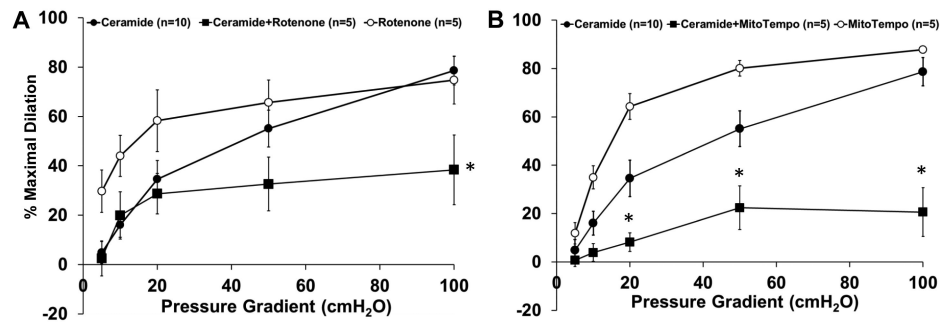 A
Ceramide (n=10) Ceramide+Rotenone (n=5) Rotenone (n=5)
100
80
60
40
20
0
-20
% Maximal Dilation
*
0 20 40 60 80 100
Pressure Gradient (cmH₂O)
B
Ceramide (n=10) Ceramide+MitoTempo (n=5) MitoTempo (n=5)
100
80
60
40
20
0
-20
* * *
0 20 40 60 80 100
Pressure Gradient (cmH₂O)